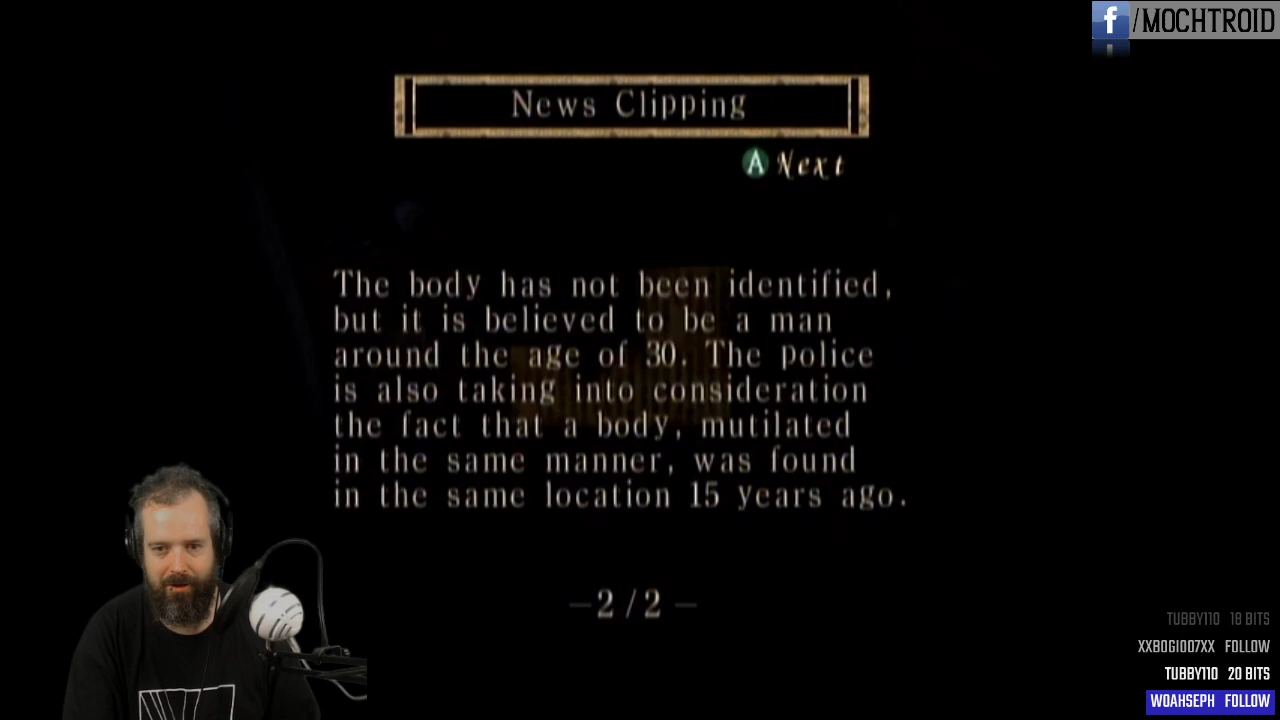 f/MOCHTROID
News Clipping
A Next
The body has not been identified,
but it is believed to be a man
around the age of 30. The police
is also taking into consideration
the fact that a body, mutilated
in the same manner, was found
in the same location 15 years ago.
—2/2—
TUBBY110 18 BITS
XXBOGIOO7XX FOLLOW
TUBBY110 20 BITS
WOAHSEPH FOLLOW